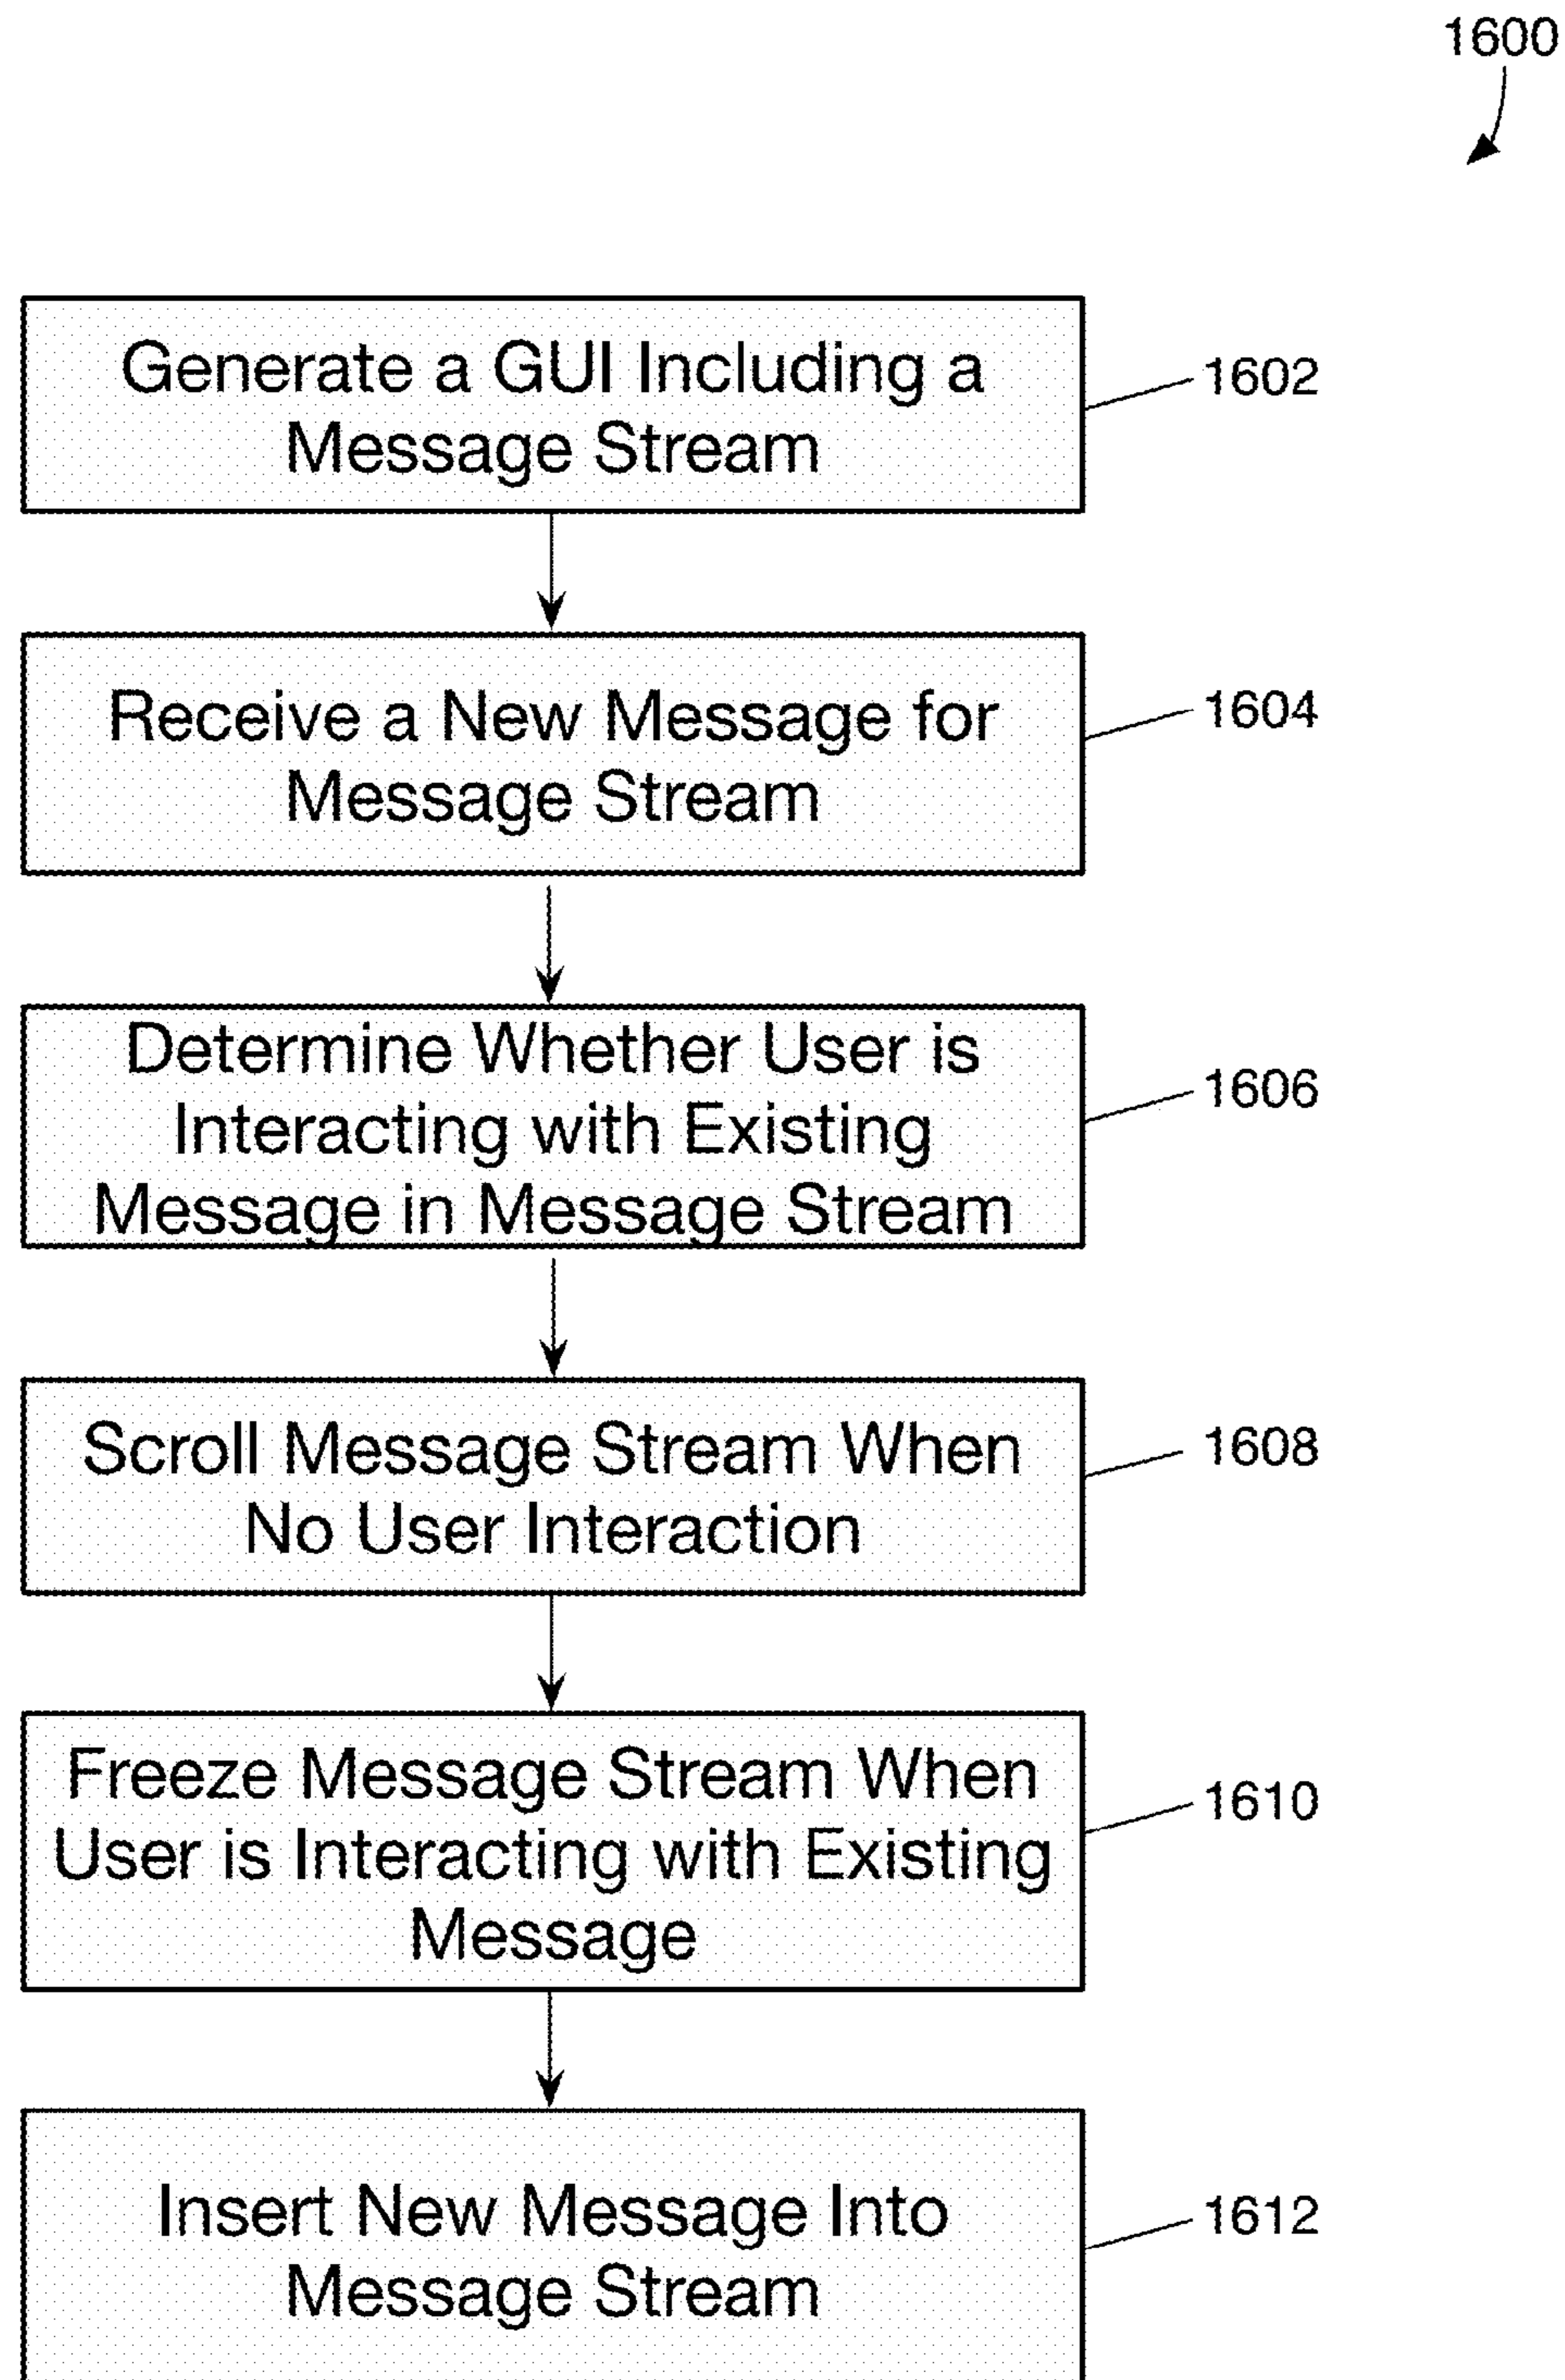 1600
Generate a GUI Including a
Message Stream
1602
Receive a New Message for
Message Stream
1604
Determine Whether User is
Interacting with Existing
Message in Message Stream
1606
Scroll Message Stream When
No User Interaction
1608
Freeze Message Stream When
User is Interacting with Existing
Message
1610
Insert New Message Into
Message Stream
1612